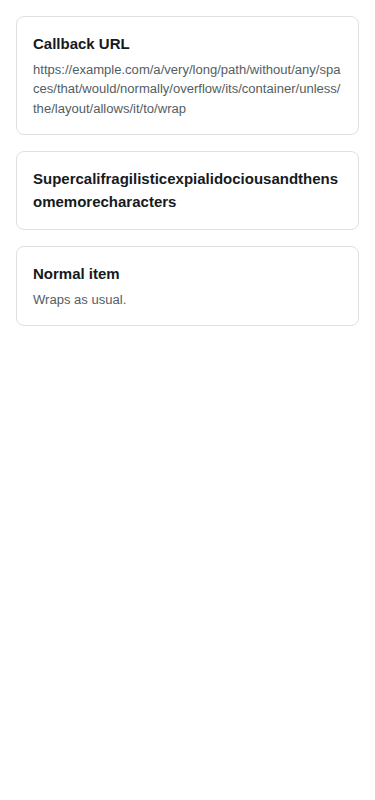 Callback URL
https://example.com/a/very/long/path/without/any/spa
ces/that/would/normally/overflow/its/container/unless/
the/layout/allows/it/to/wrap
Supercalifragilisticexpialidociousandthens
omemorecharacters
Normal item
Wraps as usual.